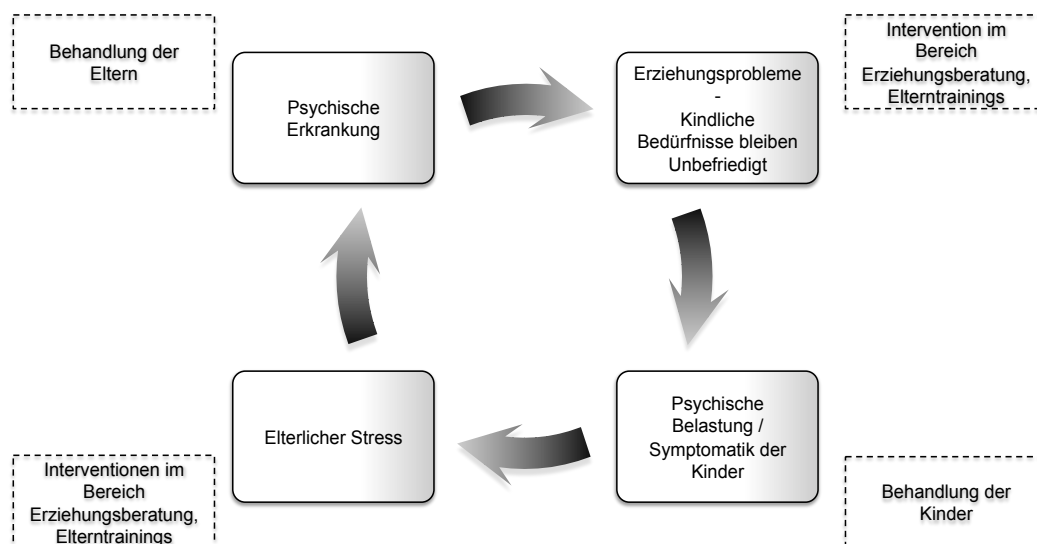 Behandlung der
Eltern
Psychische
Erkrankung
Erziehungsprobleme
-
Kindliche
Bedürfnisse bleiben
Unbefriedigt
Intervention im
Bereich
Erziehungsberatung,
Elterntrainings
Elterlicher Stress
Psychische
Belastung /
Symptomatik der
Kinder
Interventionen im
Bereich
Erziehungsberatung,
Elterntrainings
Behandlung der
Kinder